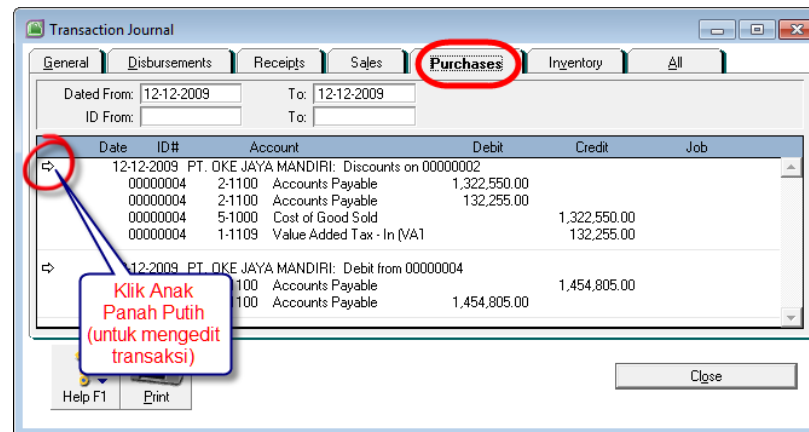 Transaction Journal
General Disbursements Receipts Sales Purchases Inventory All
Dated From: 12-12-2009 To: 12-12-2009
ID From: To:
Date ID# Account Debit Credit Job
12-12-2009 PT. OKE JAYA MANDIRI: Discounts on 00000002
00000004 2-1100 Accounts Payable 1,322,550.00
00000004 2-1100 Accounts Payable 132,255.00
00000004 5-1000 Cost of Good Sold 1,322,550.00
00000004 1-1109 Value Added Tax - In (VAT 132,255.00
12-2009 PT. OKE JAYA MANDIRI: Debit from 00000004
100 Accounts Payable 1,454,805.00
100 Accounts Payable 1,454,805.00
Klik Anak
Panah Putih
(untuk mengedit
transaksi)
Help F1 Print Close